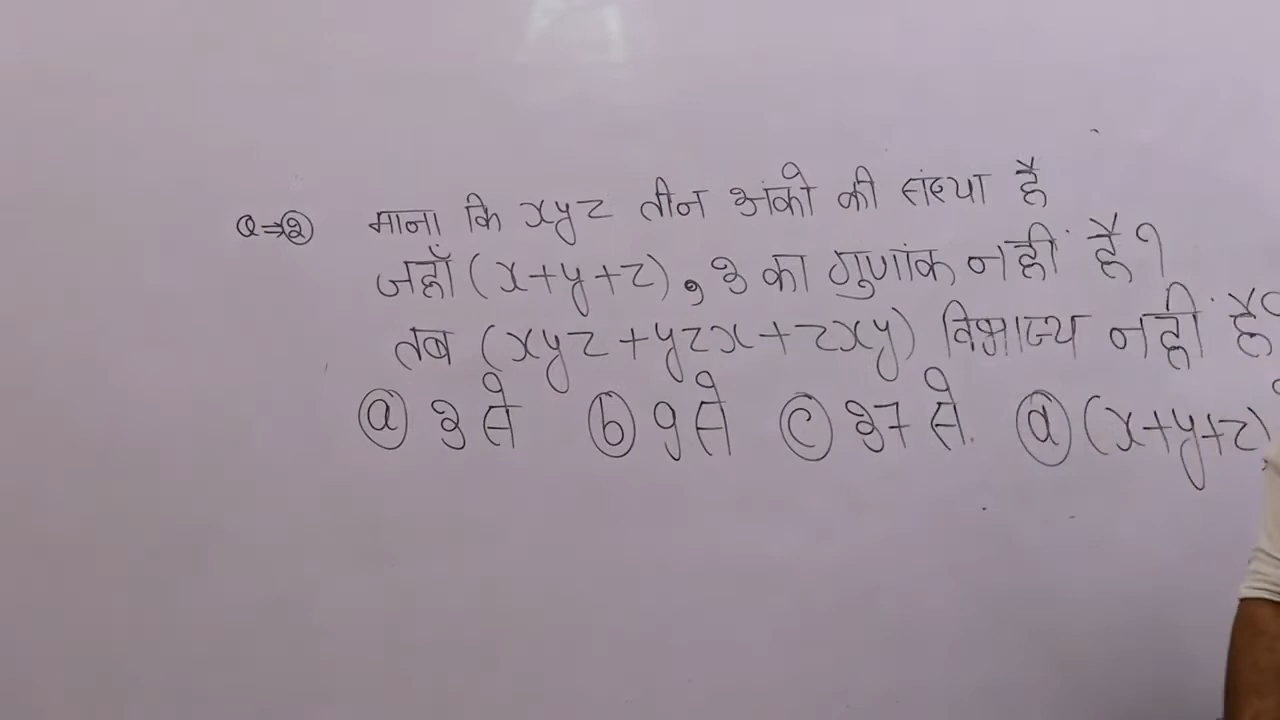 Q⇒② माना कि xyz तीन अंको की संख्या है
जहाँ (x+y+z), 3 का गुणांक नहीं है।
तब (xyz+yzx+zxy) विभाज्य नहीं है
ⓐ 3 से ⓑ 9 से ⓒ 37 से. ⓓ (x+y+z)